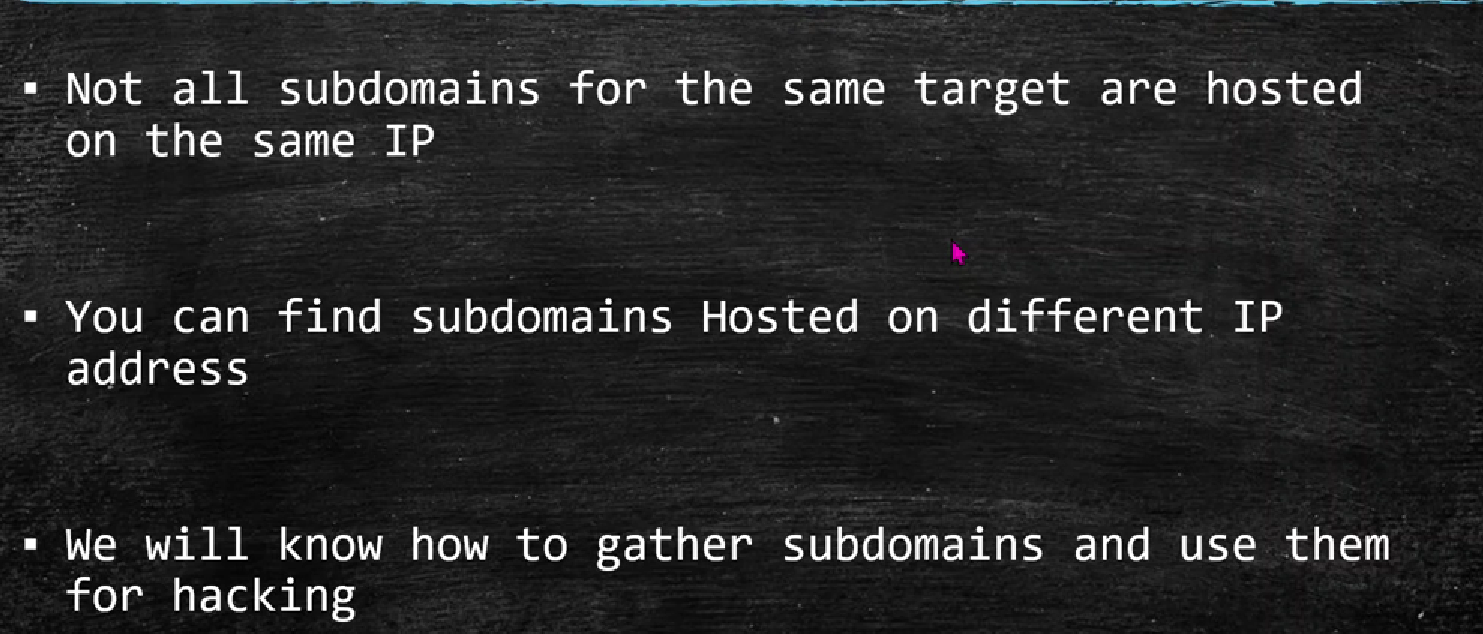 ▪ Not all subdomains for the same target are hosted
on the same IP
▪ You can find subdomains Hosted on different IP
address
▪ We will know how to gather subdomains and use them
for hacking